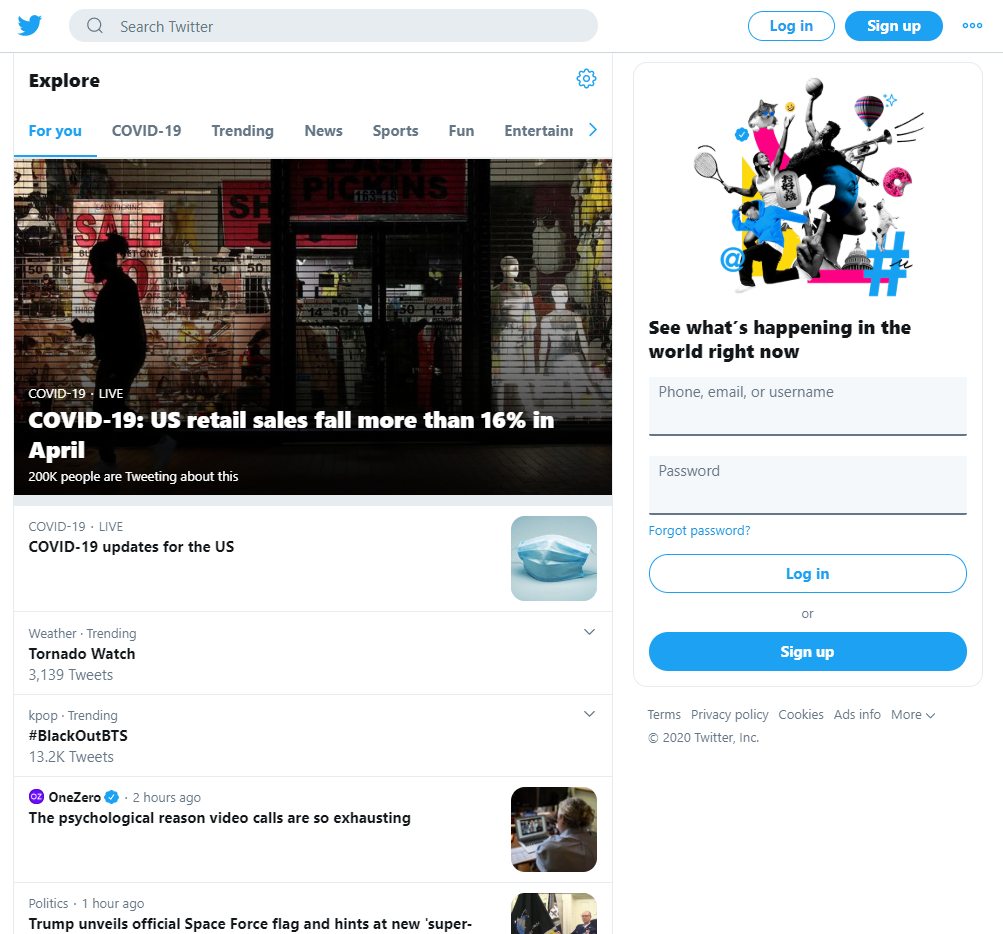 Search Twitter
Log in
Sign up
Explore
For you
COVID-19
Trending
News
Sports
Fun
SALE
PICKINS
163-19
COVID-19 · LIVE
COVID-19: US retail sales fall more than 16% in
April
200K people are Tweeting about this
COVID-19 · LIVE
COVID-19 updates for the US
Weather · Trending
Tornado Watch
3,139 Tweets
kpop · Trending
#BlackOutBTS
13.2K Tweets
OZ OneZero · 2 hours ago
The psychological reason video calls are so exhausting
Politics · 1 hour ago
Trump unveils official Space Force flag and hints at new 'super-
@
お好み焼
#
See what´s happening in the
world right now
Phone, email, or username
Password
Forgot password?
Log in
or
Sign up
Terms Privacy policy Cookies Ads info More
© 2020 Twitter, Inc.